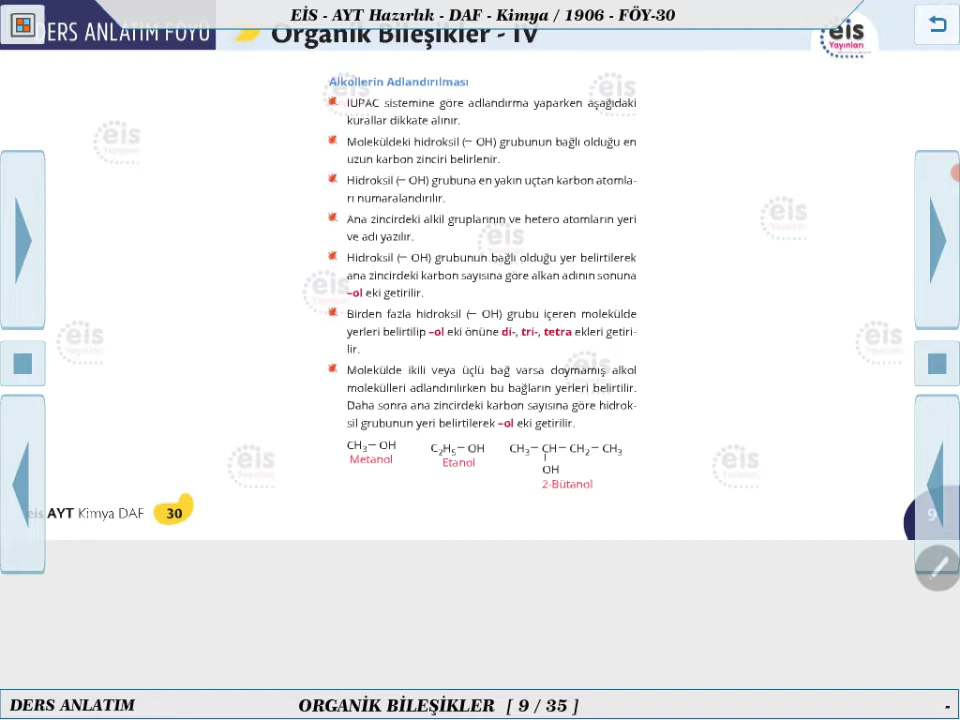 EİS - AYT Hazırlık - DAF - Kimya / 1906 - FÖY-30
DERS ANLATIM FÖYÜ
Organik Bileşikler - IV
eis
Yayınları
Alkollerin Adlandırılması
IUPAC sistemine göre adlandırma yaparken aşağıdaki
kurallar dikkate alınır.
Moleküldeki hidroksil (— OH) grubunun bağlı olduğu en
uzun karbon zinciri belirlenir.
Hidroksil (— OH) grubuna en yakın uçtan karbon atomla-
rı numaralandırılır.
Ana zincirdeki alkil gruplarının ve hetero atomların yeri
ve adı yazılır.
Hidroksil (— OH) grubunun bağlı olduğu yer belirtilerek
ana zincirdeki karbon sayısına göre alkan adının sonuna
–ol eki getirilir.
Birden fazla hidroksil (— OH) grubu içeren molekülde
yerleri belirtilip –ol eki önüne di-, tri-, tetra ekleri getiri-
lir.
Molekülde ikili veya üçlü bağ varsa doymamış alkol
molekülleri adlandırılırken bu bağların yerleri belirtilir.
Daha sonra ana zincirdeki karbon sayısına göre hidrok-
sil grubunun yeri belirtilerek –ol eki getirilir.
CH₃ — OH C₂H₅ — OH CH₃ — CH — CH₂ — CH₃
Metanol Etanol OH
2-Bütanol
eis AYT Kimya DAF 30
9
DERS ANLATIM ORGANİK BİLEŞİKLER [ 9 / 35 ] -